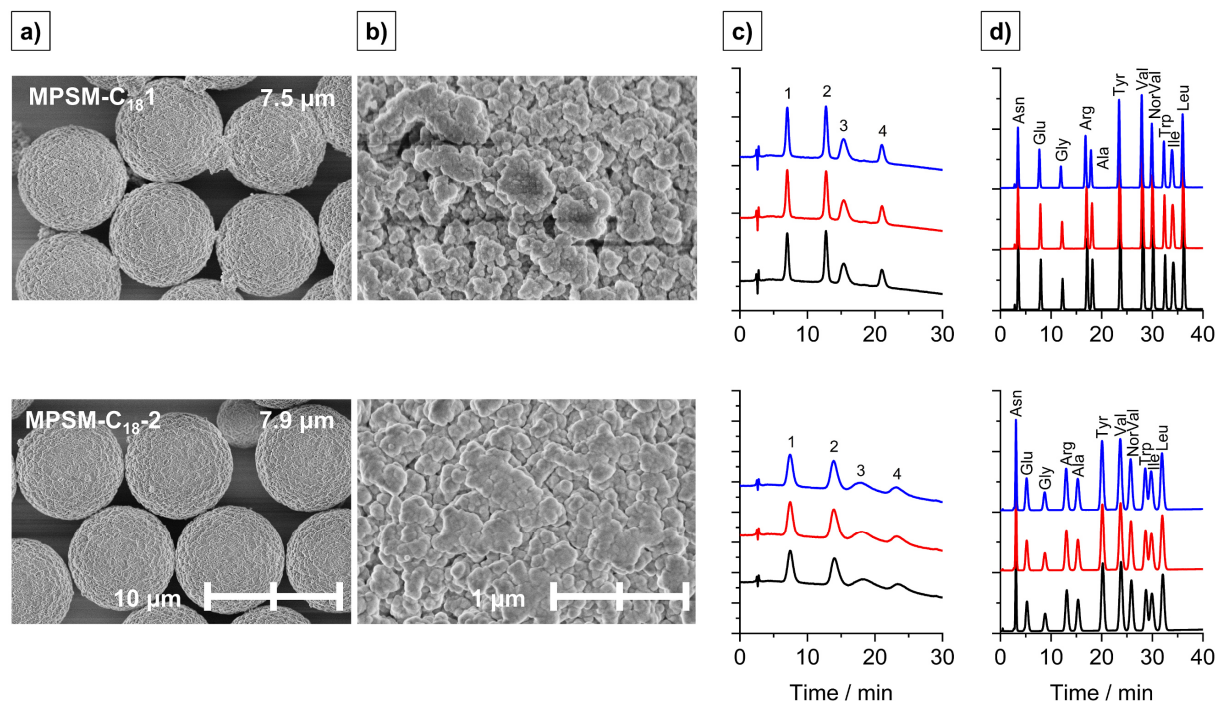 a)
b)
c)
d)
MPSM-C₁₈1
7.5 µm
1
2
3
4
Asn
Glu
Gly
Arg
Ala
Tyr
Val
NorVal
Trp
Ile
Leu
0
10
20
30
0
10
20
30
40
MPSM-C₁₈-2
7.9 µm
10 µm
1 µm
1
2
3
4
Asn
Glu
Gly
Arg
Ala
Tyr
Val
NorVal
Trp
Ile
Leu
0
10
20
30
0
10
20
30
40
Time / min
Time / min